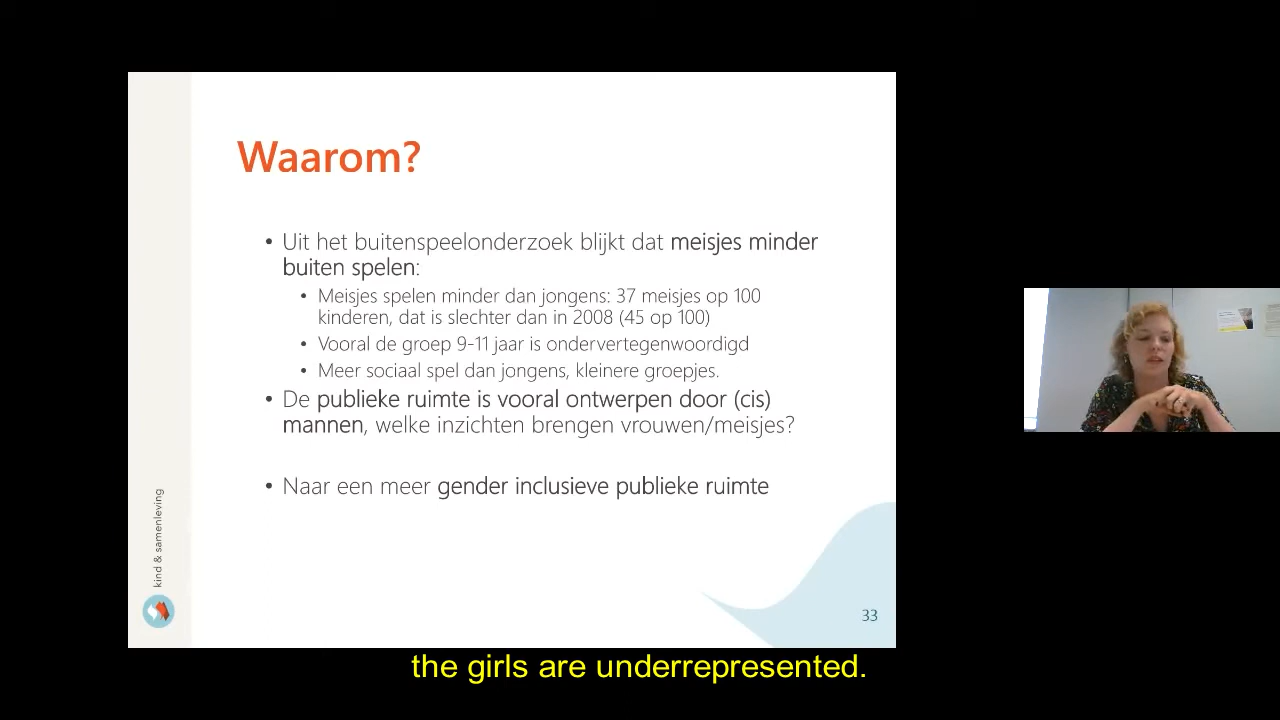 Waarom?
• Uit het buitenspeelonderzoek blijkt dat meisjes minder
buiten spelen:
• Meisjes spelen minder dan jongens: 37 meisjes op 100
kinderen, dat is slechter dan in 2008 (45 op 100)
• Vooral de groep 9-11 jaar is ondervertegenwoordigd
• Meer sociaal spel dan jongens, kleinere groepjes.
• De publieke ruimte is vooral ontwerpen door (cis)
mannen, welke inzichten brengen vrouwen/meisjes?
• Naar een meer gender inclusieve publieke ruimte
kind & samenleving
33
the girls are underrepresented.